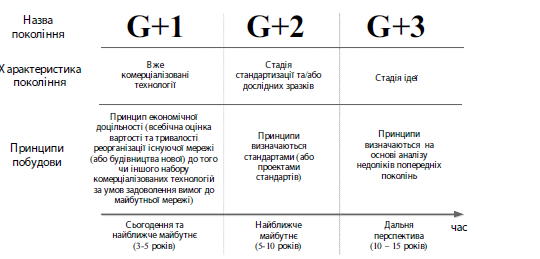 Назва
покоління
G+1
G+2
G+3
Характеристика
покоління
Вже
комерціалізовані
технології
Стадія
стандартизації та/або
дослідних зразків
Стадія ідеї
Принципи
побудови
Принцип економічної
доцільності (всебічна оцінка
вартості та тривалості
реорганізації існуючої мережі
(або будівництва нової) до того
чи іншого набору
комерціалізованих технологій
за умов задоволення вимог до
майбутньої мережі)
Принципи
визначаються
стандартами (або
проектами
стандартів)
Принципи
визначаються на
основі аналізу
недоліків попередніх
поколінь
час
Сьогодення та
найближче майбутнє
(3-5 років)
Найближче
майбутнє
(5-10 років)
Дальня
перспектива
(10 – 15 років)